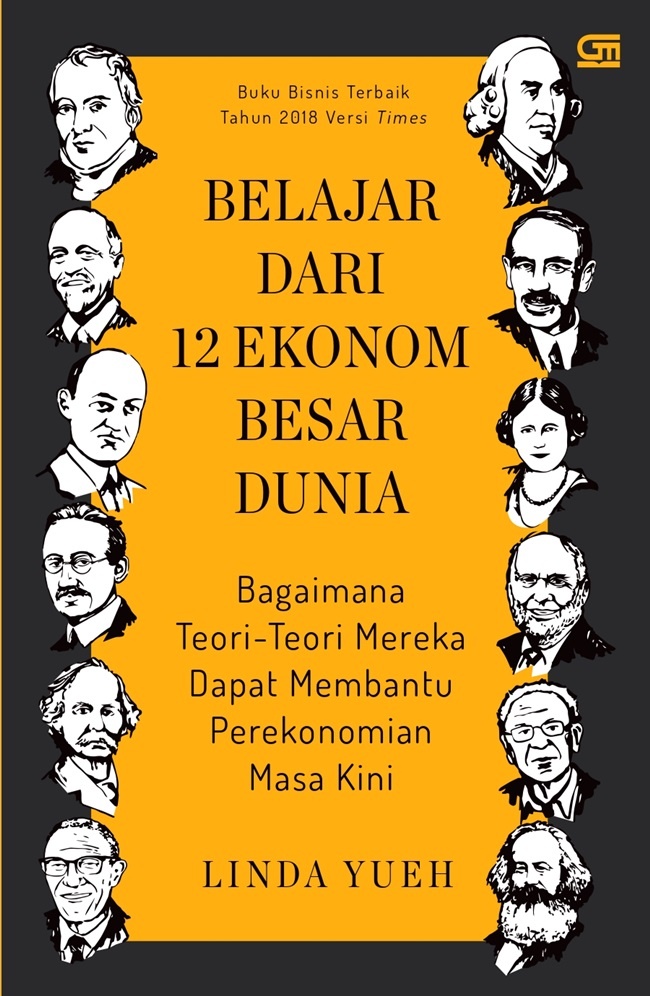 Buku Bisnis Terbaik
Tahun 2018 Versi Times
BELAJAR
DARI
12 EKONOM
BESAR
DUNIA
Bagaimana
Teori-Teori Mereka
Dapat Membantu
Perekonomian
Masa Kini
LINDA YUEH